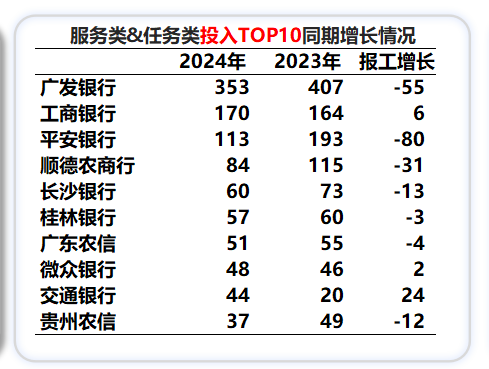 服务类&任务类投入TOP10同期增长情况
2024年 2023年 报工增长
广发银行 353 407 -55
工商银行 170 164 6
平安银行 113 193 -80
顺德农商行 84 115 -31
长沙银行 60 73 -13
桂林银行 57 60 -3
广东农信 51 55 -4
微众银行 48 46 2
交通银行 44 20 24
贵州农信 37 49 -12